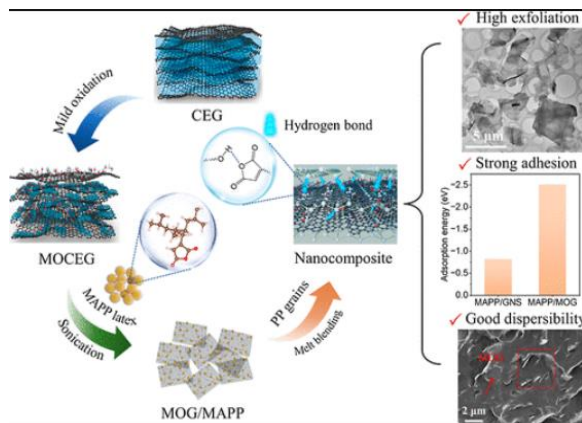 ✓ High exfoliation
5 μm
CEG
Mild oxidation
Hydrogen bond
O
H
O
O
O
MOCEG
Nanocomposite
✓ Strong adhesion
Adsorption energy (eV)
-2.5
-2.0
-1.5
-1.0
-0.5
0.0
MAPP/GNS MAPP/MOG
MAPP latex
Sonication
PP grains
Melt blending
MOG/MAPP
✓ Good dispersibility
MOG
2 μm